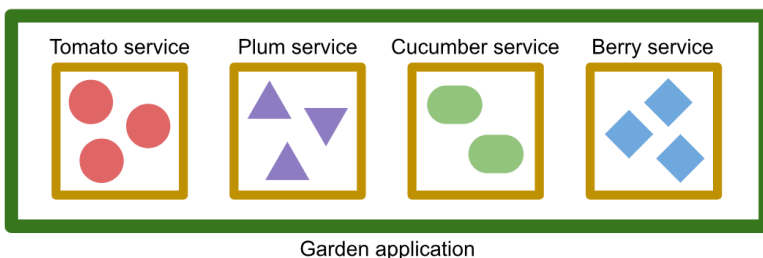 Tomato service
Plum service
Cucumber service
Berry service
Garden application